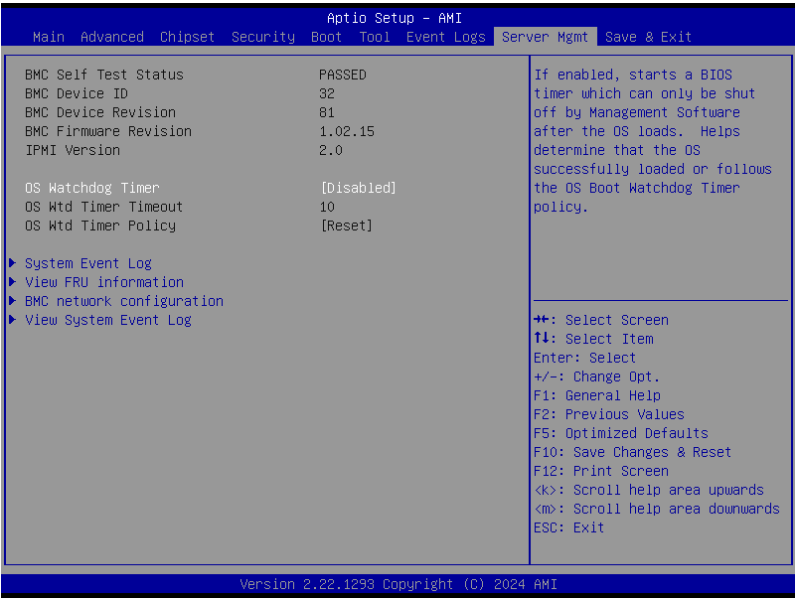 Aptio Setup – AMI
Main Advanced Chipset Security Boot Tool Event Logs Server Mgmt Save & Exit
BMC Self Test Status PASSED
BMC Device ID 32
BMC Device Revision 81
BMC Firmware Revision 1.02.15
IPMI Version 2.0
OS Watchdog Timer [Disabled]
OS Wtd Timer Timeout 10
OS Wtd Timer Policy [Reset]
System Event Log
View FRU information
BMC network configuration
View System Event Log
If enabled, starts a BIOS
timer which can only be shut
off by Management Software
after the OS loads. Helps
determine that the OS
successfully loaded or follows
the OS Boot Watchdog Timer
policy.
→←: Select Screen
↑↓: Select Item
Enter: Select
+/-: Change Opt.
F1: General Help
F2: Previous Values
F5: Optimized Defaults
F10: Save Changes & Reset
F12: Print Screen
<k>: Scroll help area upwards
<m>: Scroll help area downwards
ESC: Exit
Version 2.22.1293 Copyright (C) 2024 AMI